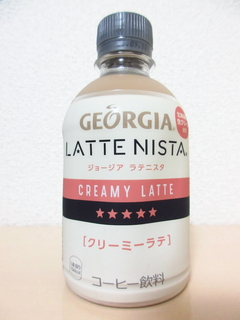 GEORGIA
LATTE NISTA
ジョージア ラテニスタ
CREAMY LATTE
★★★★★
[クリーミーラテ]
コーヒー飲料